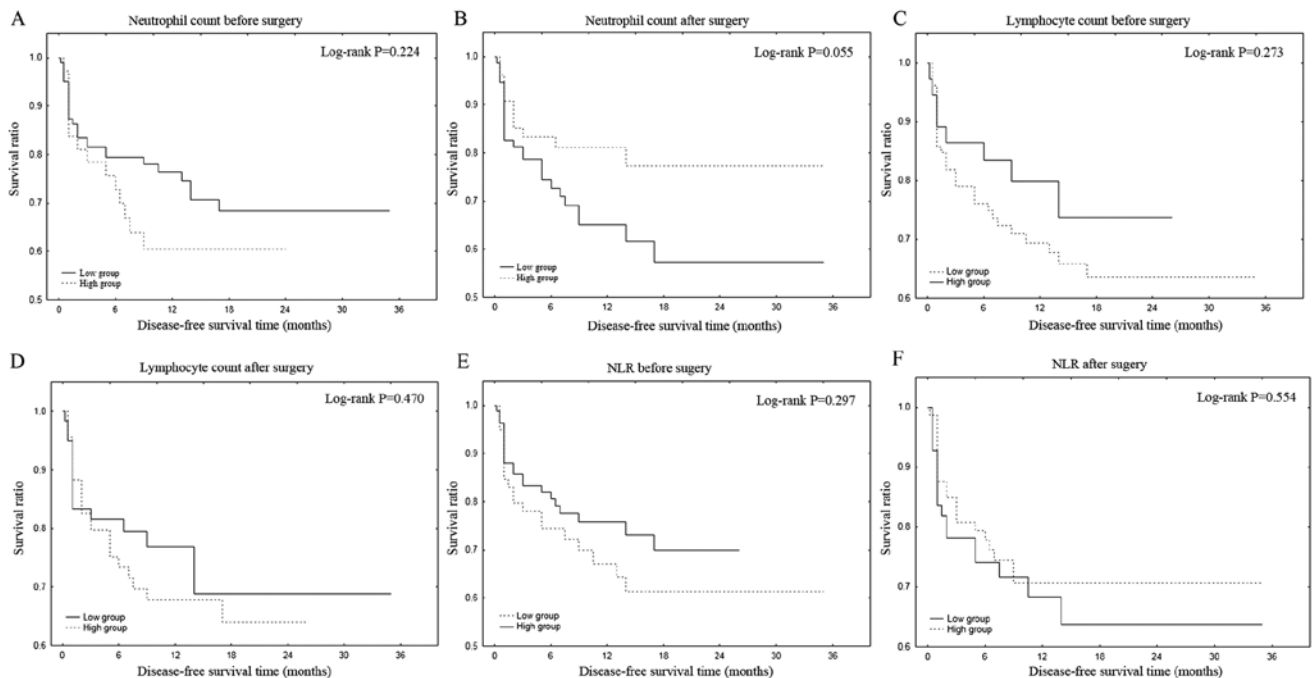 A
Neutrophil count before surgery
Log-rank P=0.224
1.0
0.9
0.8
0.7
0.6
0.5
Survival ratio
Low group
High group
0 6 12 18 24 30 36
Disease-free survival time (months)
B
Neutrophil count after surgery
Log-rank P=0.055
1.0
0.9
0.8
0.7
0.6
0.5
Survival ratio
Low group
High group
0 6 12 18 24 30 36
Disease-free survival time (months)
C
Lymphocyte count before surgery
Log-rank P=0.273
1.0
0.9
0.8
0.7
0.6
Survival ratio
Low group
High group
0 6 12 18 24 30 36
Disease-free survival time (months)
D
Lymphocyte count after surgery
Log-rank P=0.470
1.0
0.9
0.8
0.7
0.6
Survival ratio
Low group
High group
0 6 12 18 24 30 36
Disease-free survival time (months)
E
NLR before sugery
Log-rank P=0.297
1.0
0.9
0.8
0.7
0.6
0.5
Survival ratio
Low group
High group
0 6 12 18 24 30 36
Disease-free survival time (months)
F
NLR after sugery
Log-rank P=0.554
1.0
0.9
0.8
0.7
0.6
Survival ratio
Low group
High group
0 6 12 18 24 30 36
Disease-free survival time (months)